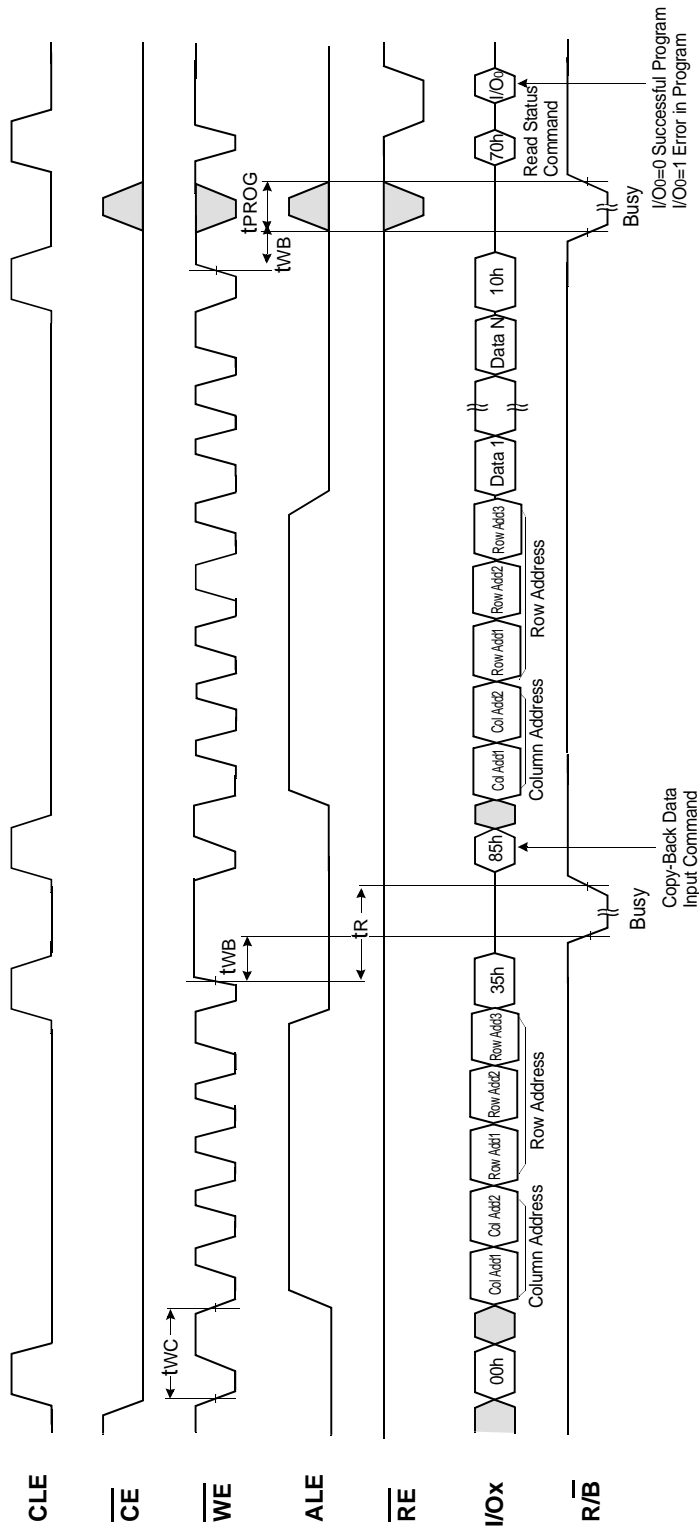 CLE
CE
WE
ALE
RE
I/Ox
R/B
tWC
tWB
tR
tWB
tPROG
00h
Col Add1
Col Add2
Row Add1
Row Add2
Row Add3
35h
85h
Col Add1
Col Add2
Row Add1
Row Add2
Row Add3
Data 1
Data N
10h
70h
I/O0
Column Address
Row Address
Column Address
Row Address
Read Status
Command
Busy
Busy
Copy-Back Data
Input Command
I/O0=0 Successful Program
I/O0=1 Error in Program